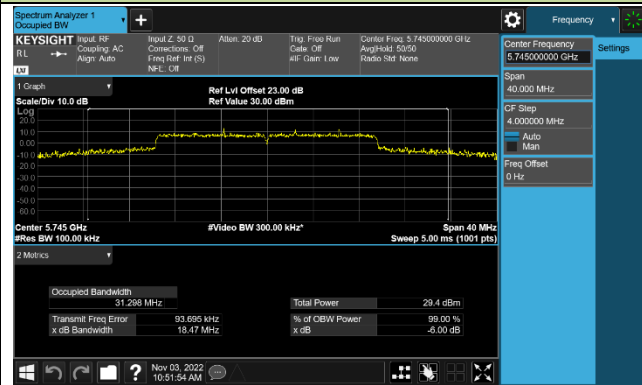 Spectrum Analyzer 1
Occupied BW
+
Frequency
KEYSIGHT
RL
LXI
Input: RF
Coupling: AC
Align: Auto
Input Z: 50 Ω
Corrections: Off
Freq Ref: Int (S)
NFE: Off
Atten: 20 dB
Trig: Free Run
Gate: Off
#IF Gain: Low
Center Freq: 5.745000000 GHz
Avg|Hold: 50/50
Radio Std: None
Center Frequency
5.745000000 GHz
Settings
Span
40.000 MHz
CF Step
4.000000 MHz
Auto
Man
Freq Offset
0 Hz
1 Graph
Scale/Div 10.0 dB
Ref Lvl Offset 23.00 dB
Ref Value 30.00 dBm
Log
20.0
10.0
0.00
-10.0
-20.0
-30.0
-40.0
-50.0
-60.0
Center 5.745 GHz
#Res BW 100.00 kHz
#Video BW 300.00 kHz*
Span 40 MHz
Sweep 5.00 ms (1001 pts)
2 Metrics
Occupied Bandwidth
31.298 MHz
Total Power 29.4 dBm
Transmit Freq Error 93.695 kHz
% of OBW Power 99.00 %
x dB Bandwidth 18.47 MHz
x dB -6.00 dB
?
Nov 03, 2022
10:51:54 AM